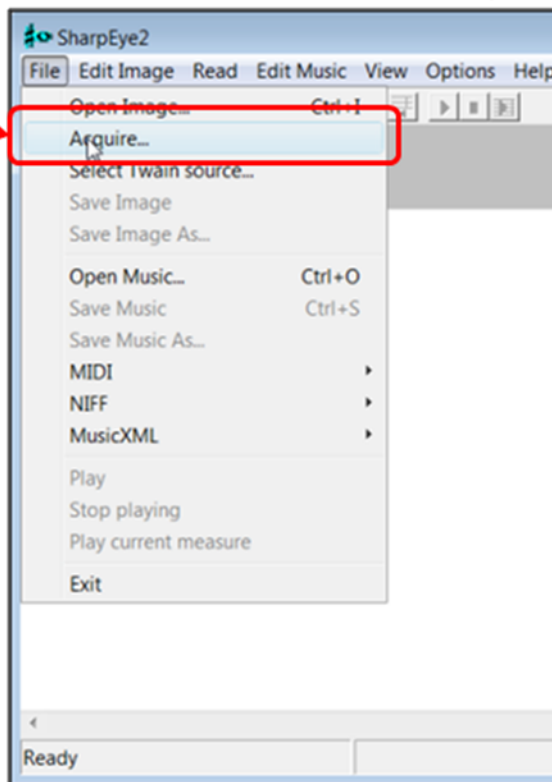 SharpEye2
File Edit Image Read Edit Music View Options Help
Open Image... Ctrl+I
Acquire...
Select Twain source...
Save Image
Save Image As...
Open Music... Ctrl+O
Save Music Ctrl+S
Save Music As...
MIDI
NIFF
MusicXML
Play
Stop playing
Play current measure
Exit
Ready